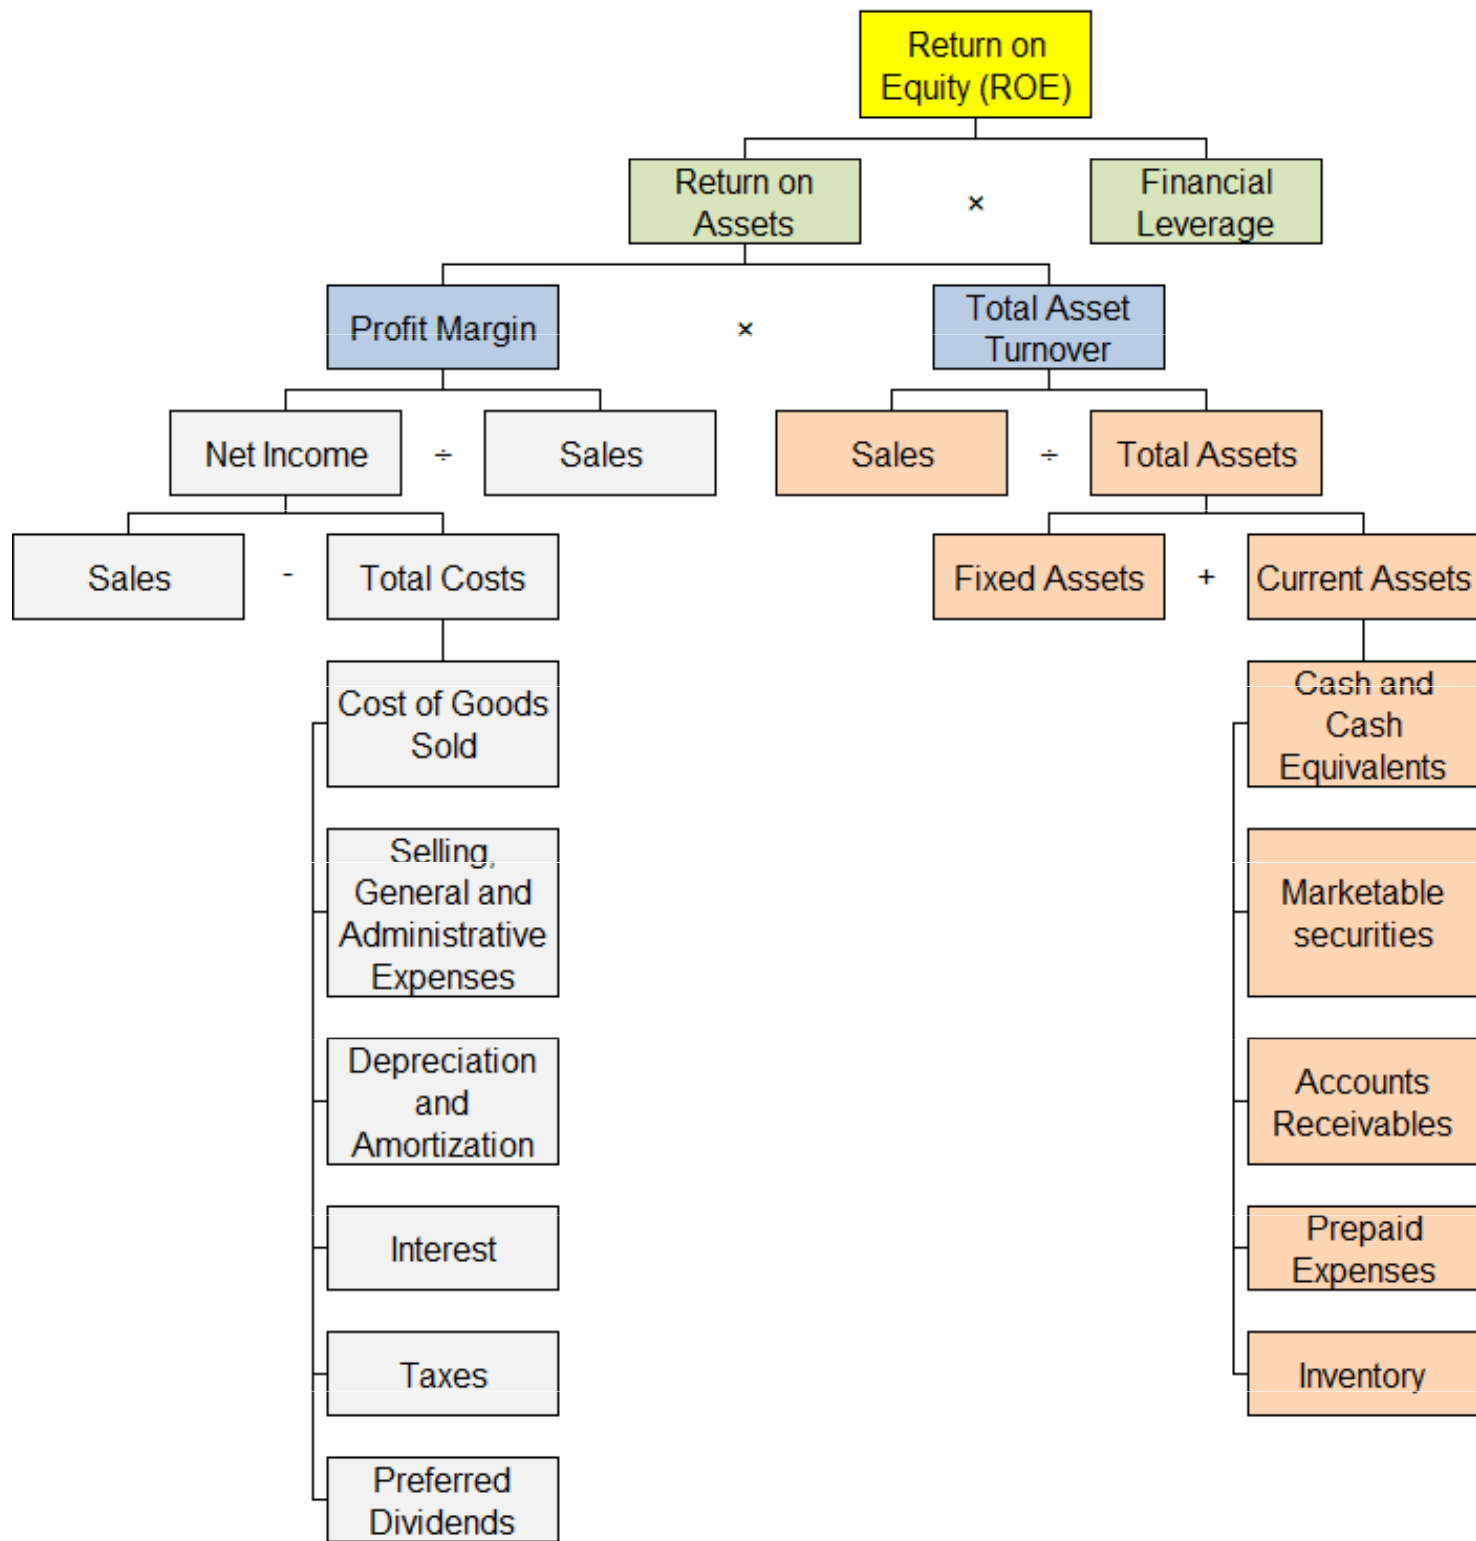 Return on
Equity (ROE)
Return on
Assets
×
Financial
Leverage
Profit Margin
×
Total Asset
Turnover
Net Income
÷
Sales
Sales
÷
Total Assets
Sales
-
Total Costs
Fixed Assets
+
Current Assets
Cost of Goods
Sold
Selling,
General and
Administrative
Expenses
Depreciation
and
Amortization
Interest
Taxes
Preferred
Dividends
Cash and
Cash
Equivalents
Marketable
securities
Accounts
Receivables
Prepaid
Expenses
Inventory